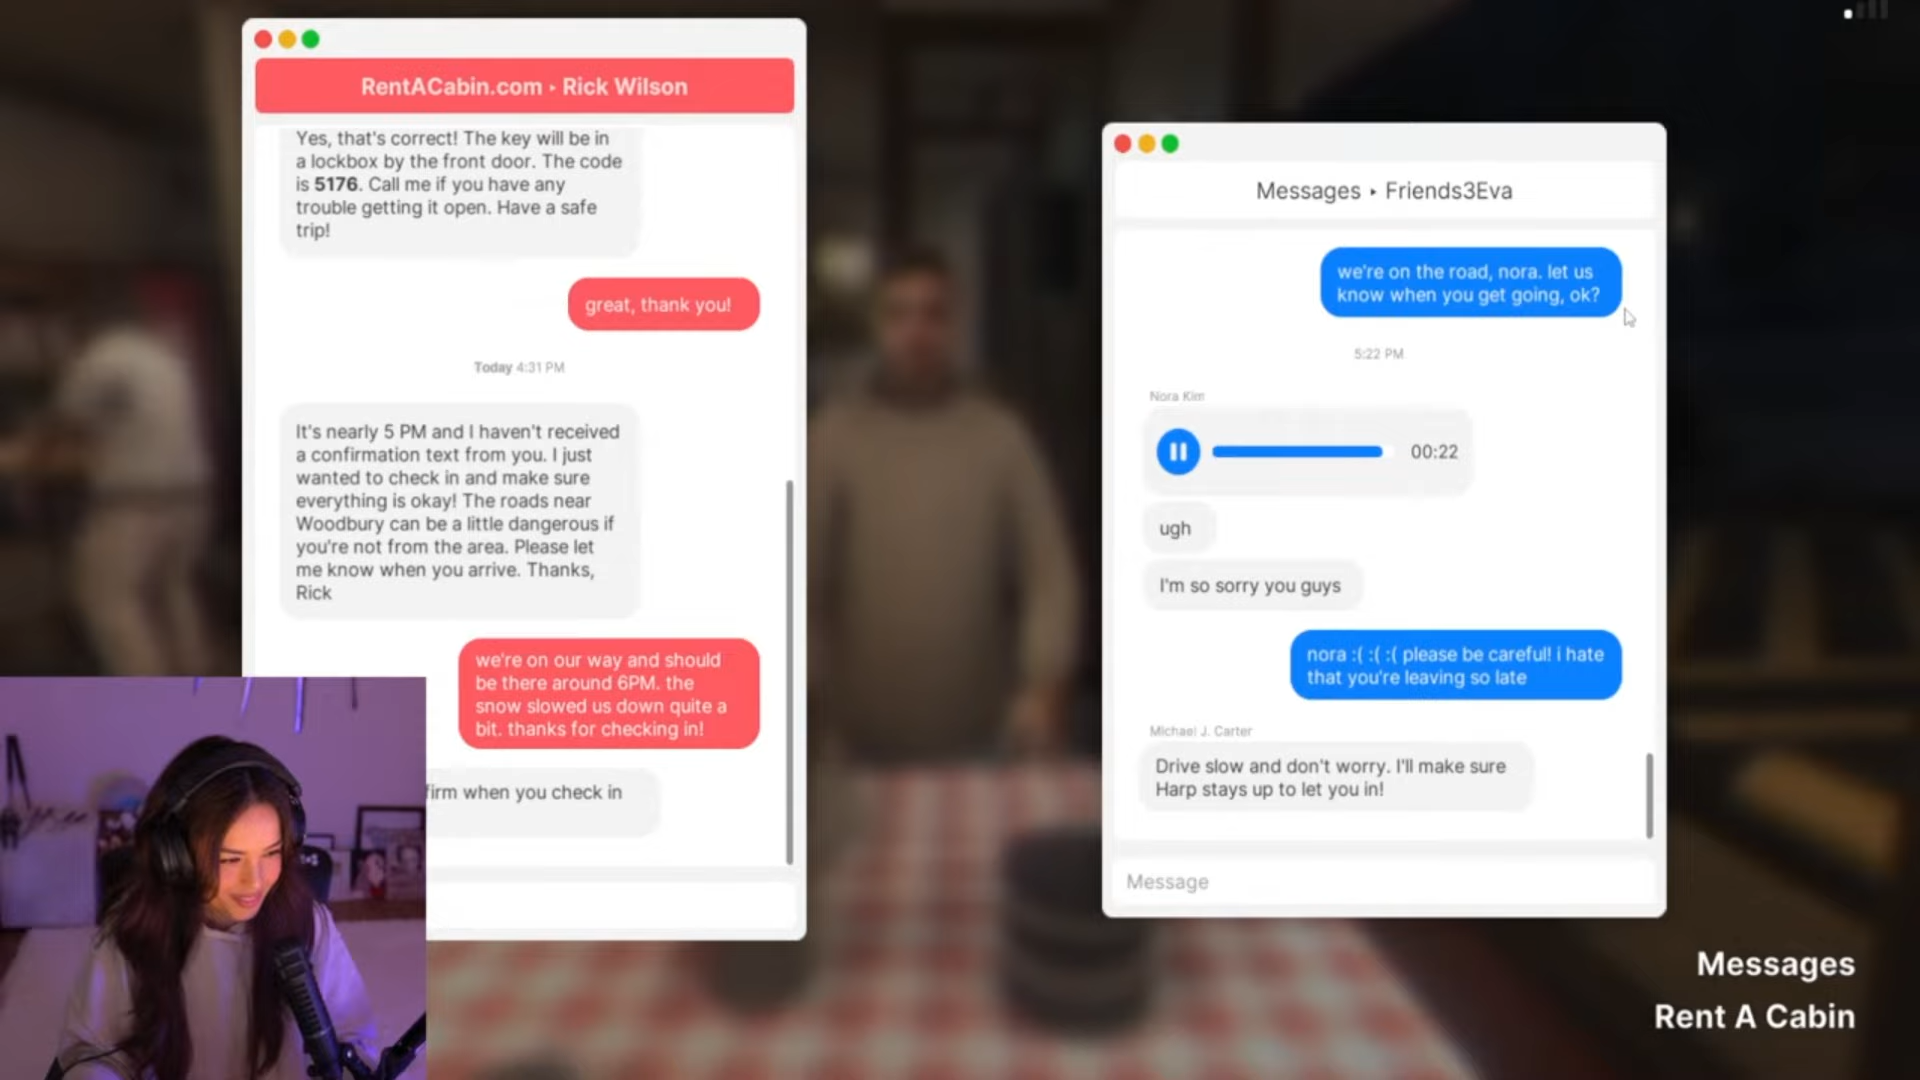 RentACabin.com ‣ Rick Wilson
Yes, that's correct! The key will be in
a lockbox by the front door. The code
is 5176. Call me if you have any
trouble getting it open. Have a safe
trip!
great, thank you!
Today 4:31 PM
It's nearly 5 PM and I haven't received
a confirmation text from you. I just
wanted to check in and make sure
everything is okay! The roads near
Woodbury can be a little dangerous if
you're not from the area. Please let
me know when you arrive. Thanks,
Rick
we're on our way and should
be there around 6PM. the
snow slowed us down quite a
bit. thanks for checking in!
firm when you check in
Messages ‣ Friends3Eva
we're on the road, nora. let us
know when you get going, ok?
5:22 PM
Nora Kim
00:22
ugh
I'm so sorry you guys
nora :( :( :( please be careful! i hate
that you're leaving so late
Michael J. Carter
Drive slow and don't worry. I'll make sure
Harp stays up to let you in!
Message
Messages
Rent A Cabin